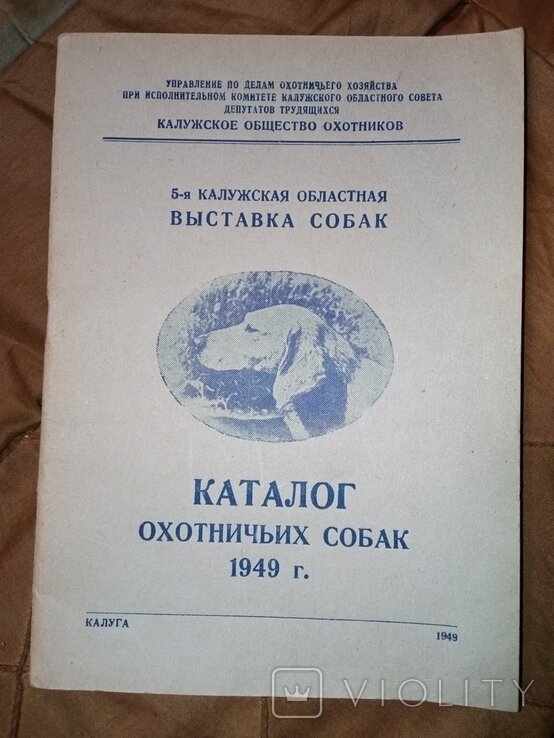 УПРАВЛЕНИЕ ПО ДЕЛАМ ОХОТНИЧЬЕГО ХОЗЯЙСТВА
ПРИ ИСПОЛНИТЕЛЬНОМ КОМИТЕТЕ КАЛУЖСКОГО ОБЛАСТНОГО СОВЕТА
ДЕПУТАТОВ ТРУДЯЩИХСЯ
КАЛУЖСКОЕ ОБЩЕСТВО ОХОТНИКОВ
5-я КАЛУЖСКАЯ ОБЛАСТНАЯ
ВЫСТАВКА СОБАК
КАТАЛОГ
ОХОТНИЧЬИХ СОБАК
1949 г.
КАЛУГА
1949
VIOLITY